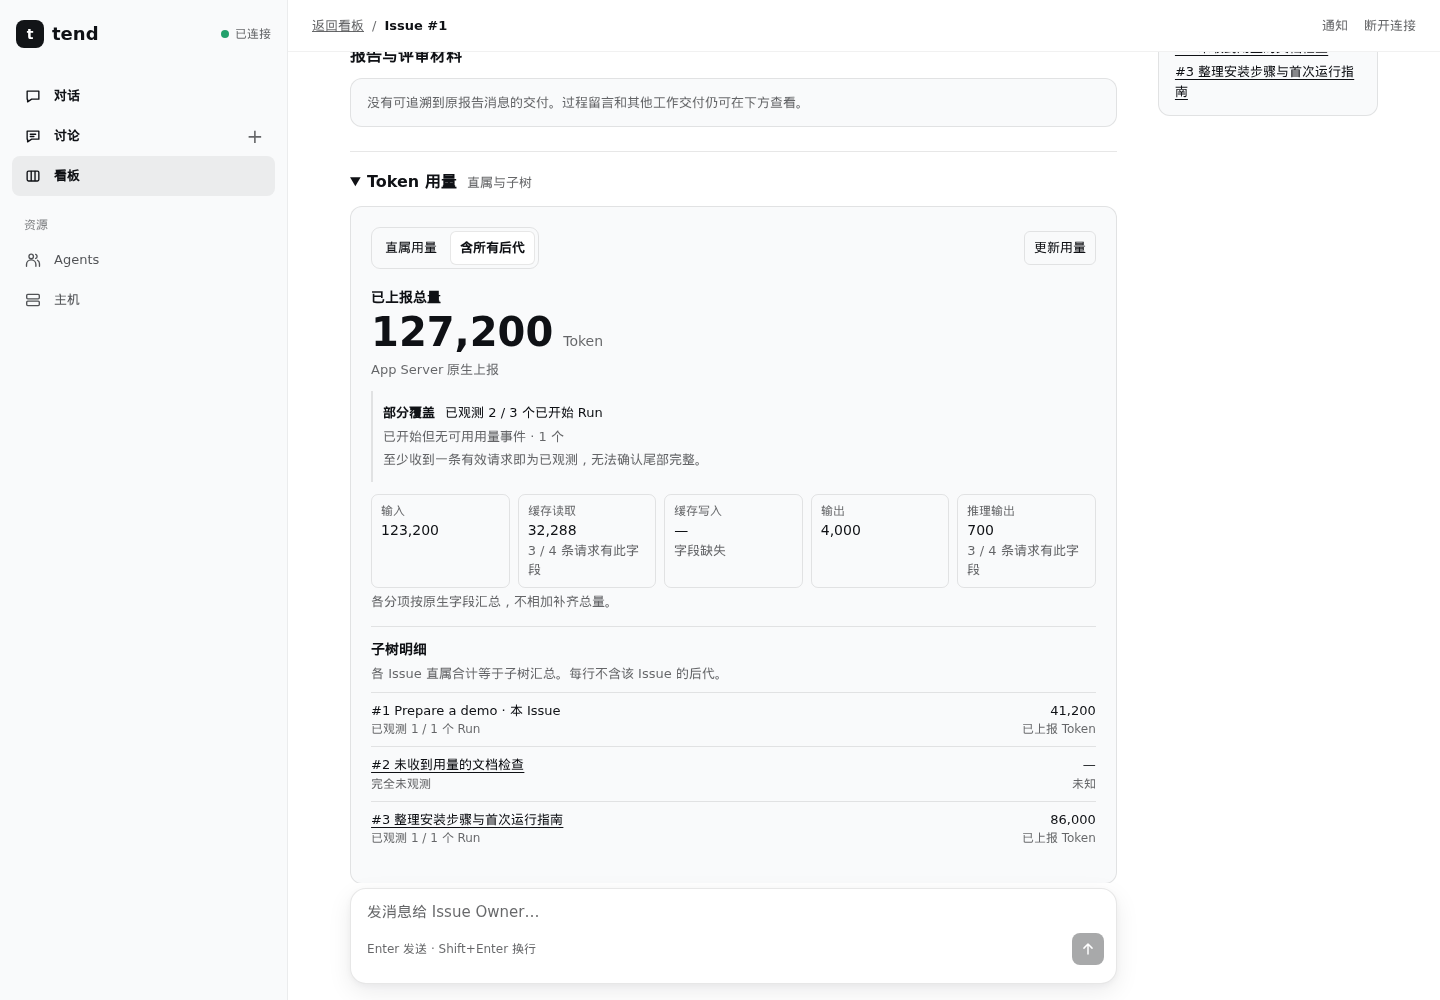 t tend
已连接
对话
讨论
看板
资源
Agents
主机
返回看板 / Issue #1
通知 断开连接
报告与评审材料
没有可追溯到原报告消息的交付。过程留言和其他工作交付仍可在下方查看。
#3 整理安装步骤与首次运行指
南
Token 用量 直属与子树
直属用量 含所有后代
更新用量
已上报总量
127,200 Token
App Server 原生上报
部分覆盖 已观测 2 / 3 个已开始 Run
已开始但无可用用量事件 · 1 个
至少收到一条有效请求即为已观测，无法确认尾部完整。
输入
123,200
缓存读取
32,288
3 / 4 条请求有此字
段
缓存写入
—
字段缺失
输出
4,000
推理输出
700
3 / 4 条请求有此字
段
各分项按原生字段汇总，不相加补齐总量。
子树明细
各 Issue 直属合计等于子树汇总。每行不含该 Issue 的后代。
#1 Prepare a demo · 本 Issue
41,200
已观测 1 / 1 个 Run
已上报 Token
#2 未收到用量的文档检查
—
完全未观测
未知
#3 整理安装步骤与首次运行指南
86,000
已观测 1 / 1 个 Run
已上报 Token
发消息给 Issue Owner…
Enter 发送 · Shift+Enter 换行